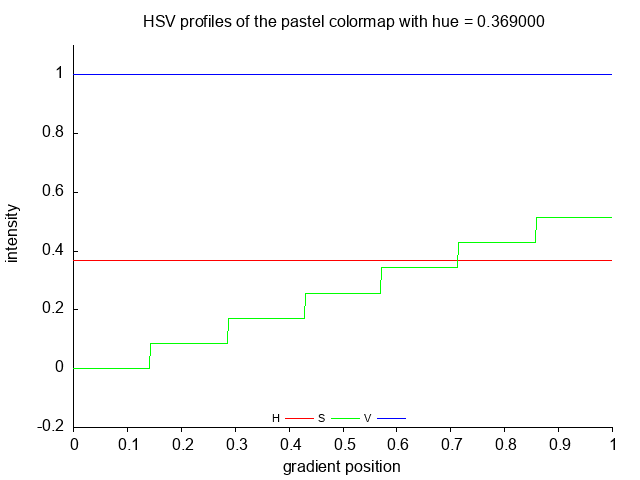 HSV profiles of the pastel colormap with hue = 0.369000
1
0.8
0.6
0.4
0.2
0
-0.2
intensity
H S V
0 0.1 0.2 0.3 0.4 0.5 0.6 0.7 0.8 0.9 1
gradient position